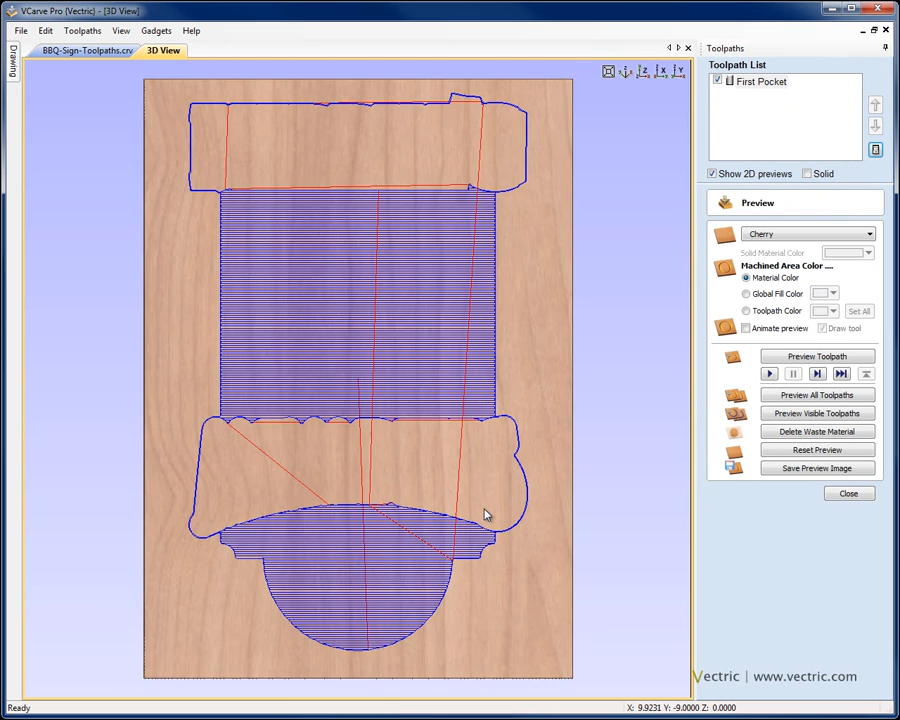 VCarve Pro (Vectric) - [3D View]
File Edit Toolpaths View Gadgets Help
BBQ-Sign-Toolpaths.crv 3D View
Drawing
Z X Y
Toolpaths
Toolpath List
First Pocket
Show 2D previews Solid
Preview
Cherry
Solid Material Color
Machined Area Color ....
Material Color
Global Fill Color
Toolpath Color Set All
Animate preview Draw tool
Preview Toolpath
Preview All Toolpaths
Preview Visible Toolpaths
Delete Waste Material
Reset Preview
Save Preview Image
Close
Vectric | www.vectric.com
Ready X: 9.9231 Y: -9.0000 Z: 0.0000